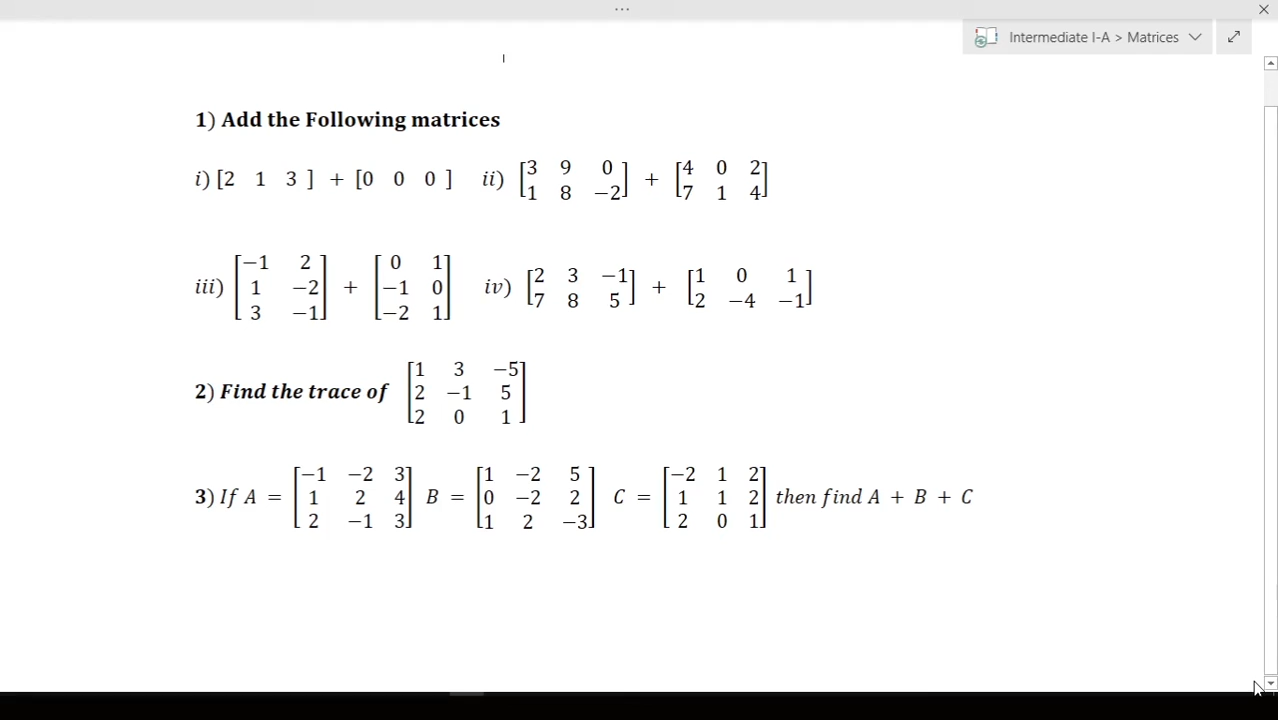 Intermediate I-A > Matrices
1) Add the Following matrices
i) [2 1 3 ] + [0 0 0 ] ii) [3 9 0 + [4 0 2
1 8 −2] 7 1 4]
−1 2 0 1
iii) [1 −2] + [−1 0] iv) [2 3 −1 + [1 0 1
3 −1 −2 1 7 8 5] 2 −4 −1]
1 3 −5
2) Find the trace of [2 −1 5]
2 0 1
−1 −2 3 1 −2 5 −2 1 2
3) If A = [1 2 4] B = [0 −2 2] C = [1 1 2] then find A + B + C
2 −1 3 1 2 −3 2 0 1